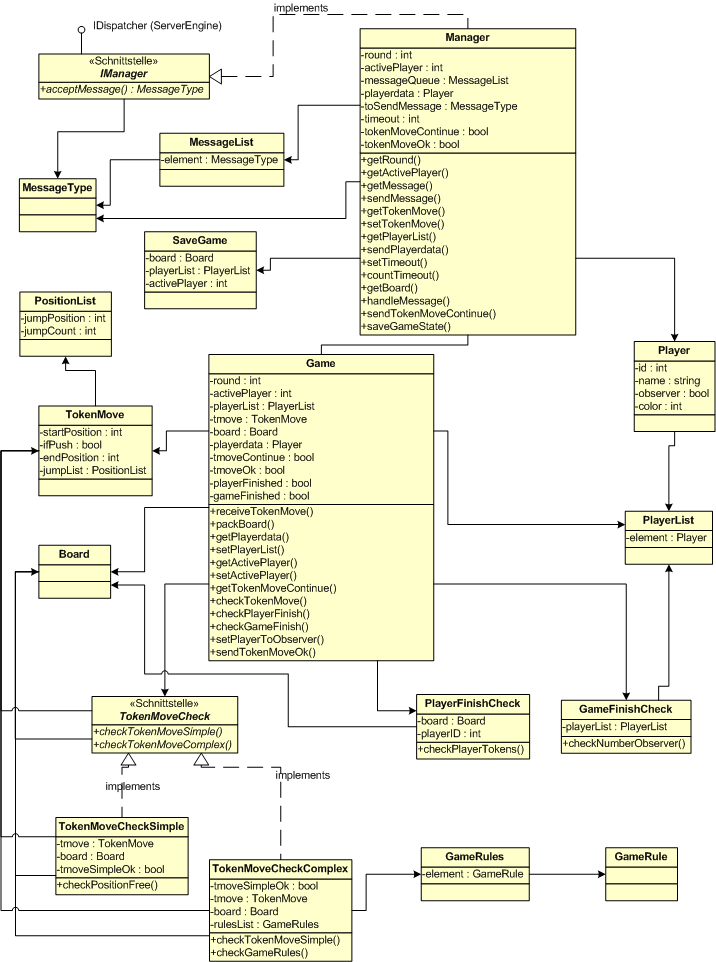 implements
IDispatcher (ServerEngine)
«Schnittstelle»
IManager
+acceptMessage() : MessageType
Manager
-round : int
-activePlayer : int
-messageQueue : MessageList
-playerdata : Player
-toSendMessage : MessageType
-timeout : int
-tokenMoveContinue : bool
-tokenMoveOk : bool
+getRound()
+getActivePlayer()
+getMessage()
+sendMessage()
+getTokenMove()
+setTokenMove()
+getPlayerList()
+sendPlayerdata()
+setTimeout()
+countTimeout()
+getBoard()
+handleMessage()
+sendTokenMoveContinue()
+saveGameState()
MessageList
-element : MessageType
MessageType
SaveGame
-board : Board
-playerList : PlayerList
-activePlayer : int
PositionList
-jumpPosition : int
-jumpCount : int
Player
-id : int
-name : string
-observer : bool
-color : int
Game
-round : int
-activePlayer : int
-playerList : PlayerList
-tmove : TokenMove
-board : Board
-playerdata : Player
-tmoveContinue : bool
-tmoveOk : bool
-playerFinished : bool
-gameFinished : bool
+receiveTokenMove()
+packBoard()
+getPlayerdata()
+setPlayerList()
+getActivePlayer()
+setActivePlayer()
+getTokenMoveContinue()
+checkTokenMove()
+checkPlayerFinish()
+checkGameFinish()
+setPlayerToObserver()
+sendTokenMoveOk()
TokenMove
-startPosition : int
-ifPush : bool
-endPosition : int
-jumpList : PositionList
PlayerList
-element : Player
Board
«Schnittstelle»
TokenMoveCheck
+checkTokenMoveSimple()
+checkTokenMoveComplex()
PlayerFinishCheck
-board : Board
-playerID : int
+checkPlayerTokens()
GameFinishCheck
-playerList : PlayerList
+checkNumberObserver()
implements
implements
TokenMoveCheckSimple
-tmove : TokenMove
-board : Board
-tmoveSimpleOk : bool
+checkPositionFree()
TokenMoveCheckComplex
-tmoveSimpleOk : bool
-tmove : TokenMove
-board : Board
-rulesList : GameRules
+checkTokenMoveSimple()
+checkGameRules()
GameRules
-element : GameRule
GameRule